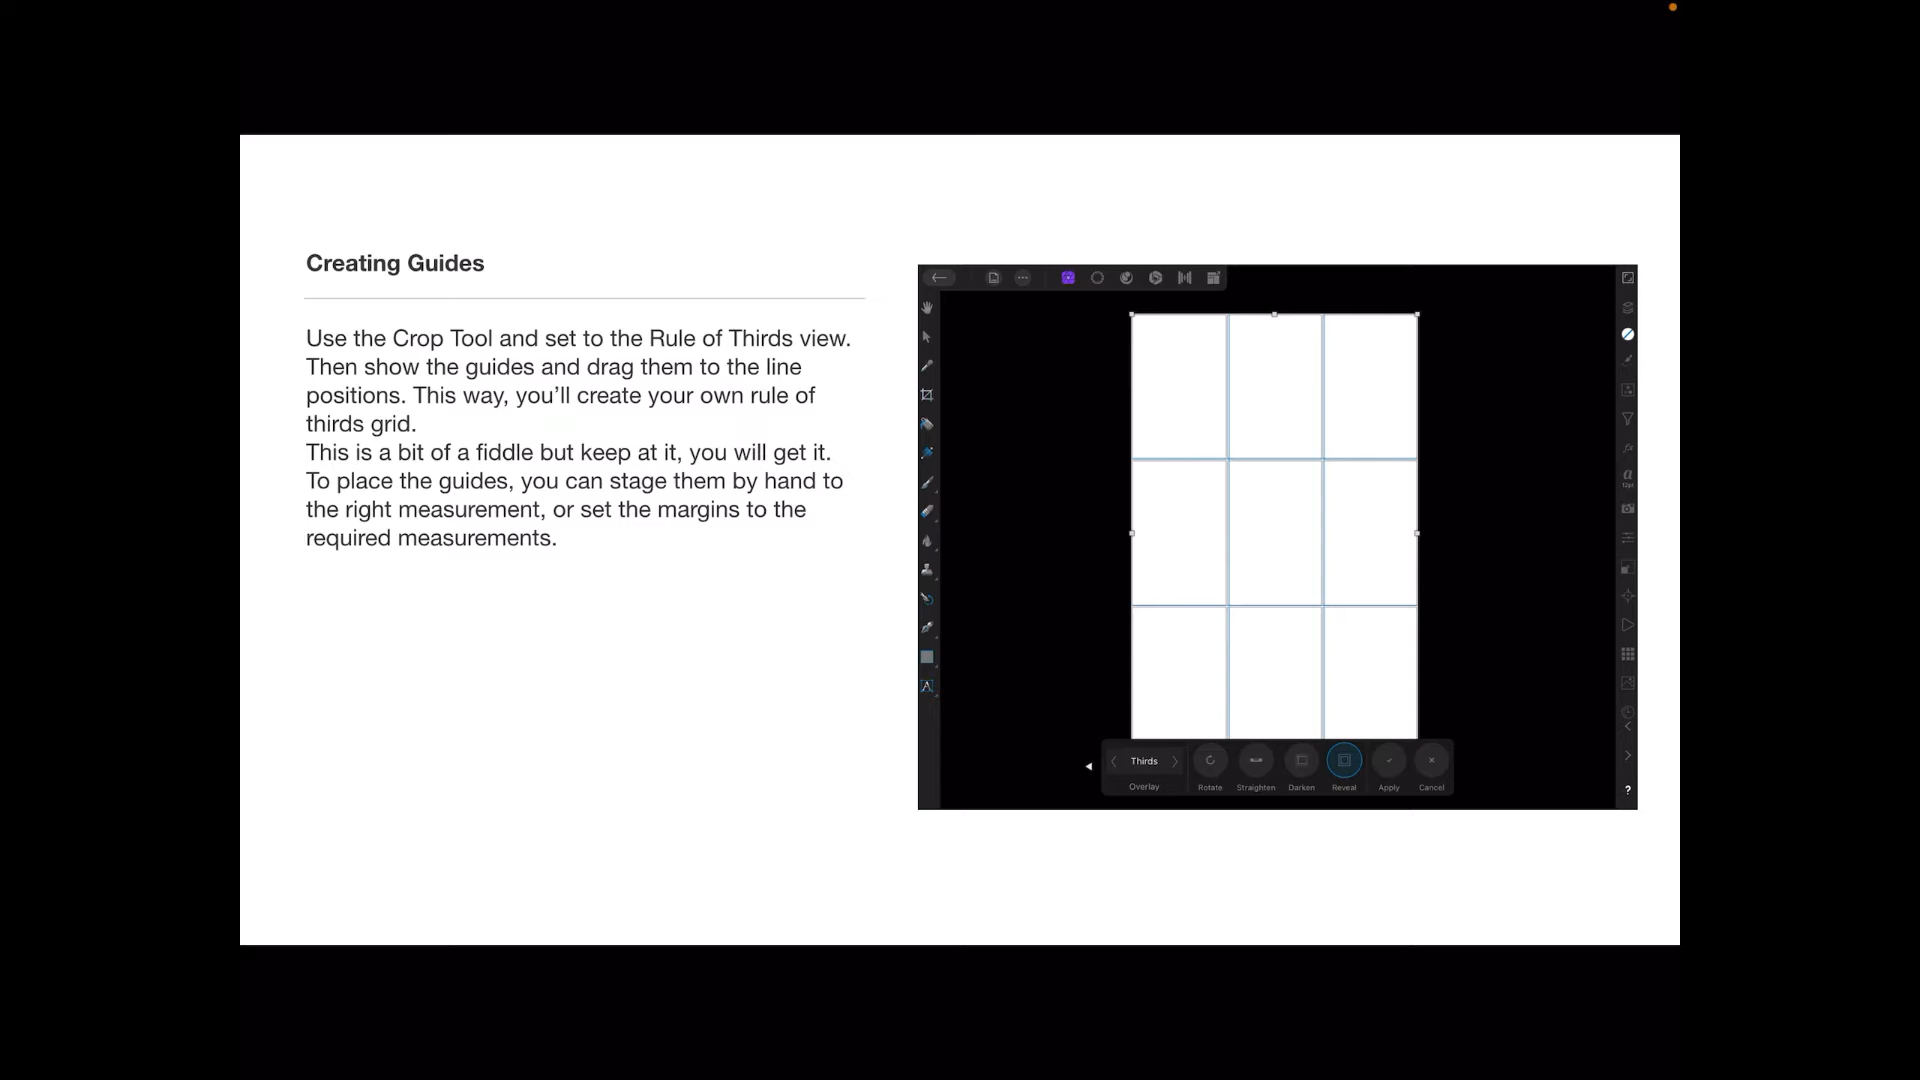 Creating Guides
Use the Crop Tool and set to the Rule of Thirds view.
Then show the guides and drag them to the line
positions. This way, you’ll create your own rule of
thirds grid.
This is a bit of a fiddle but keep at it, you will get it.
To place the guides, you can stage them by hand to
the right measurement, or set the margins to the
required measurements.
a
12pt
A
Thirds
Overlay
Rotate
Straighten
Darken
Reveal
Apply
Cancel
?